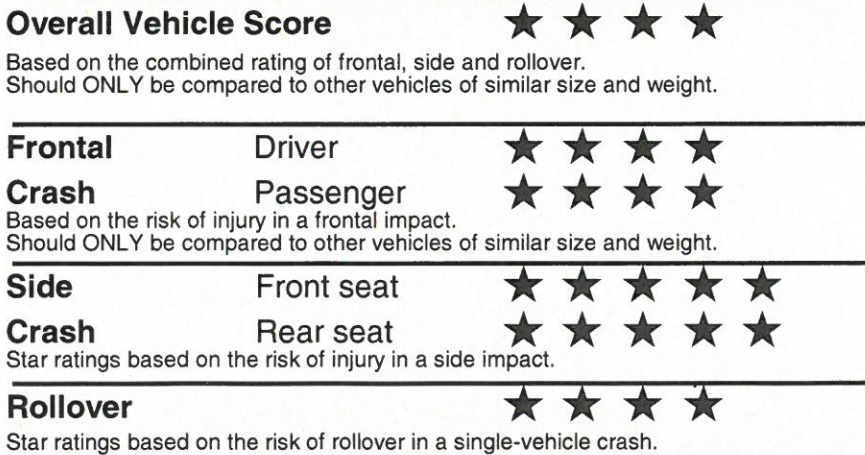 Overall Vehicle Score ★ ★ ★ ★
Based on the combined rating of frontal, side and rollover.
Should ONLY be compared to other vehicles of similar size and weight.
Frontal Driver ★ ★ ★ ★
Crash Passenger ★ ★ ★ ★
Based on the risk of injury in a frontal impact.
Should ONLY be compared to other vehicles of similar size and weight.
Side Front seat ★ ★ ★ ★ ★
Crash Rear seat ★ ★ ★ ★ ★
Star ratings based on the risk of injury in a side impact.
Rollover ★ ★ ★ ★
Star ratings based on the risk of rollover in a single-vehicle crash.